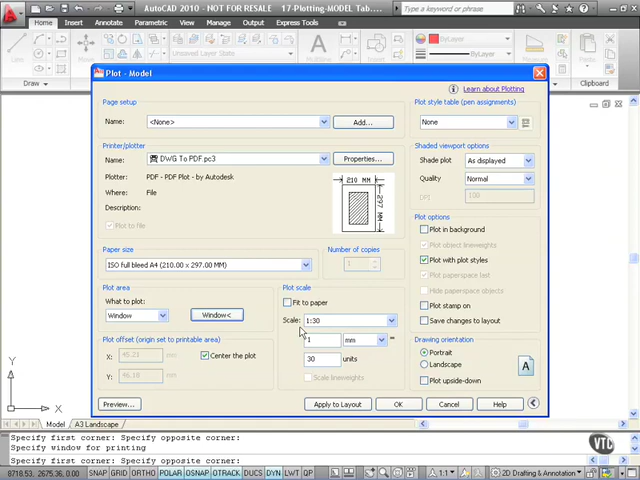 AutoCAD 2010 - NOT FOR RESALE 17-Plotting-MODEL Tab....
Type a keyword or phrase
Home Insert Annotate Parametric View Manage Output Express Tools
ByLayer
Plot - Model
Learn about Plotting
Page setup
Name: <None> Add...
Plot style table (pen assignments)
None
Printer/plotter
Name: DWG To PDF.pc3 Properties...
Plotter: PDF - PDF Plot - by Autodesk
Where: File
Description:
Plot to file
210 MM
297 MM
Shaded viewport options
Shade plot As displayed
Quality Normal
DPI 100
Paper size
ISO full bleed A4 (210.00 x 297.00 MM)
Number of copies
1
Plot options
Plot in background
Plot object lineweights
Plot with plot styles
Plot paperspace last
Hide paperspace objects
Plot stamp on
Save changes to layout
Plot area
What to plot:
Window Window<
Plot scale
Fit to paper
Scale: 1:30
1 mm =
30 units
Scale lineweights
Plot offset (origin set to printable area)
X: 45.21 mm
Y: 46.18 mm
Center the plot
Drawing orientation
Portrait
Landscape
Plot upside-down
A
Preview... Apply to Layout OK Cancel Help
Y
X
Model A3 Landscape
Specify first corner: Specify opposite corner:
Specify window for printing
Specify first corner: Specify opposite corner:
VTC
8718.53, 2675.36, 0.00 SNAP GRID ORTHO POLAR OSNAP OTRACK DUCS DYN LWT QP 1:1 2D Drafting & Annotation